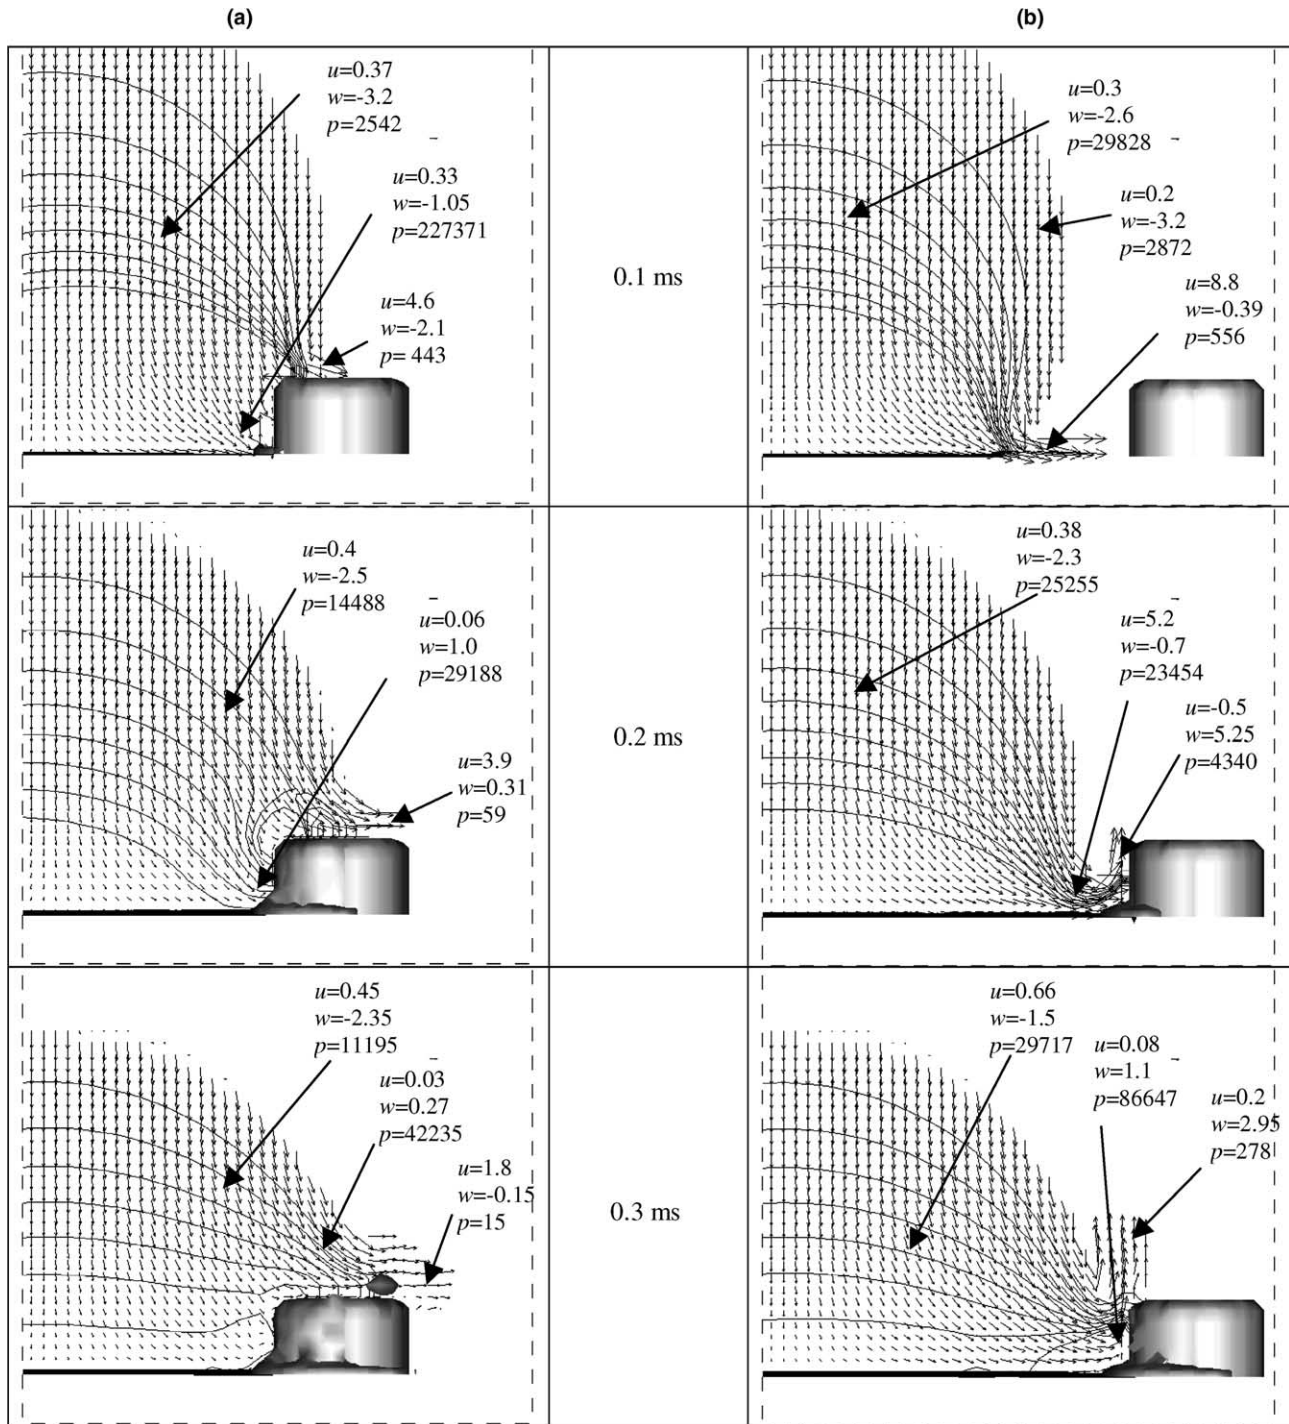 (a)
(b)
u=0.37
w=-3.2
p=2542
u=0.33
w=-1.05
p=227371
u=4.6
w=-2.1
p= 443
0.1 ms
u=0.3
w=-2.6
p=29828
u=0.2
w=-3.2
p=2872
u=8.8
w=-0.39
p=556
u=0.4
w=-2.5
p=14488
u=0.06
w=1.0
p=29188
u=3.9
w=0.31
p=59
0.2 ms
u=0.38
w=-2.3
p=25255
u=5.2
w=-0.7
p=23454
u=-0.5
w=5.25
p=4340
u=0.45
w=-2.35
p=11195
u=0.03
w=0.27
p=42235
u=1.8
w=-0.15
p=15
0.3 ms
u=0.66
w=-1.5
p=29717
u=0.08
w=1.1
p=86647
u=0.2
w=2.95
p=278